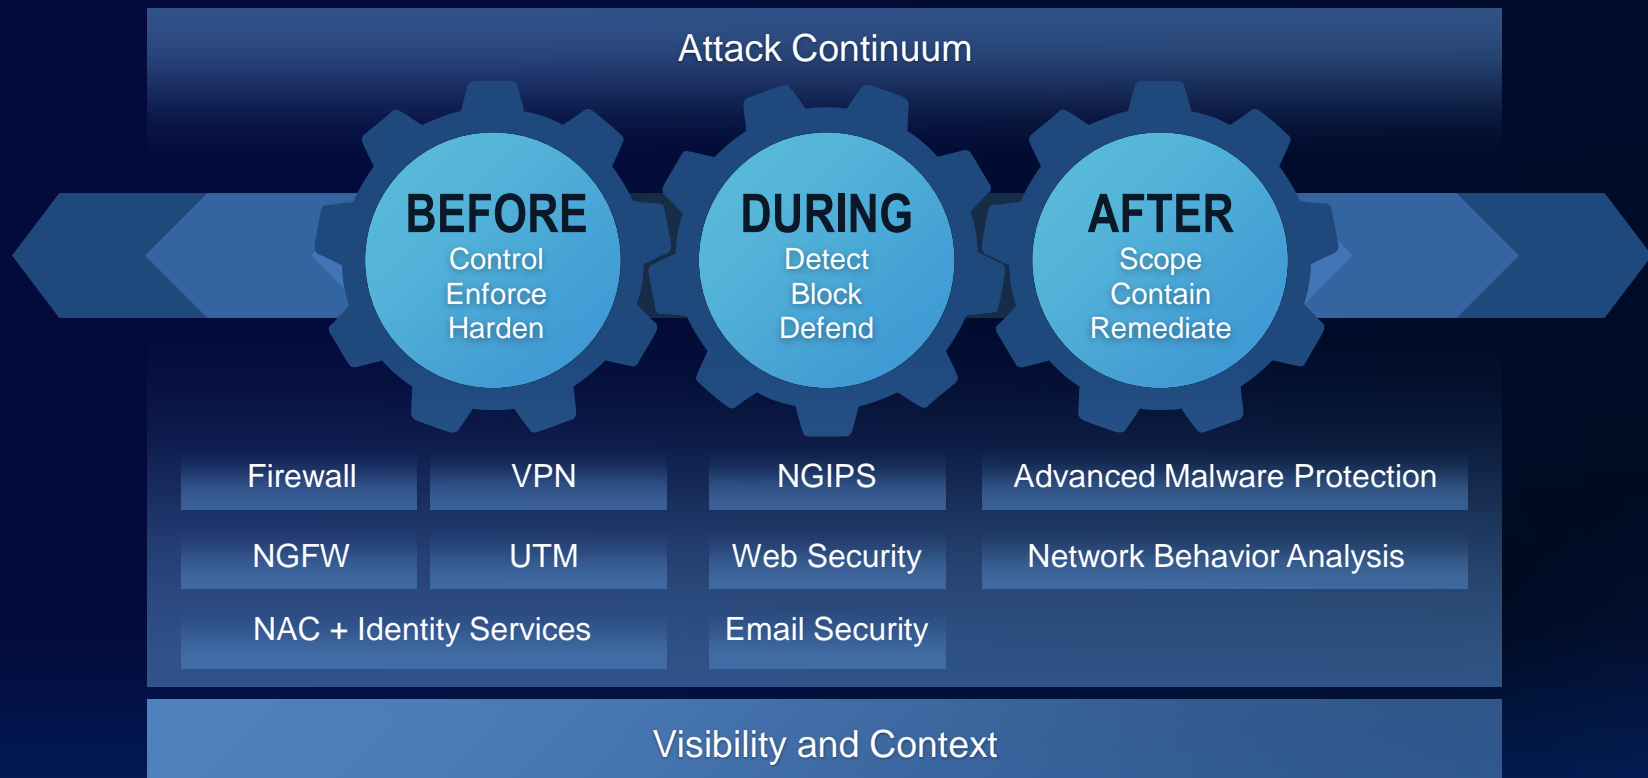 Attack Continuum
BEFORE
Control
Enforce
Harden
DURING
Detect
Block
Defend
AFTER
Scope
Contain
Remediate
Firewall
VPN
NGIPS
Advanced Malware Protection
NGFW
UTM
Web Security
Network Behavior Analysis
NAC + Identity Services
Email Security
Visibility and Context